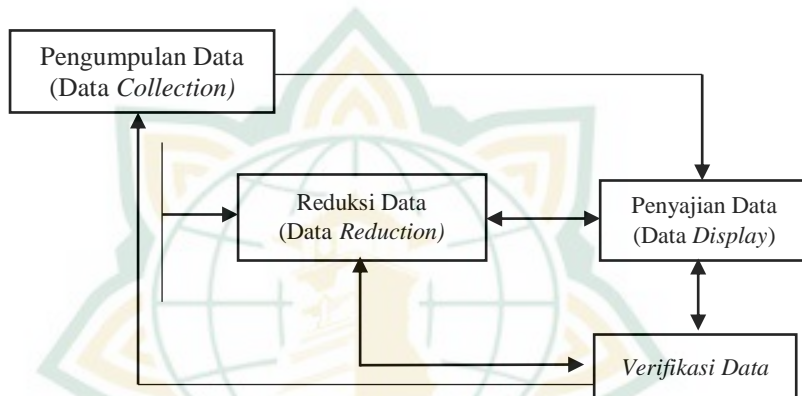 Pengumpulan Data
(Data Collection)
Reduksi Data
(Data Reduction)
Penyajian Data
(Data Display)
Verifikasi Data